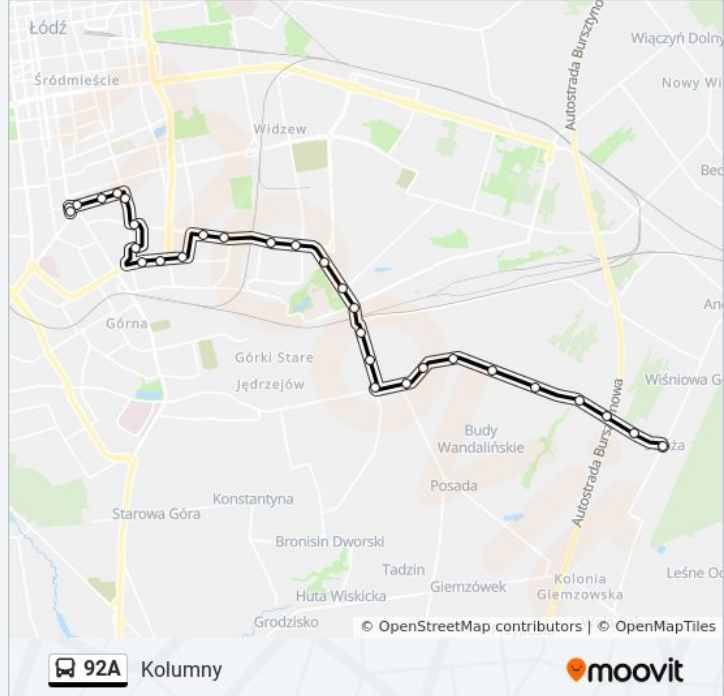 Łódź
Autostrada Bursztyno
Wiączyń Dolny
Śródmieście
Nowy Wi
Widzew
Bec
An
Górna
Górki Stare
Jędrzejów
Wiśniowa G
Autostrada Bursztynowa
Budy
Wandalińskie
Posada
Konstantyna
Starowa Góra
Bronisin Dworski
Tadzin
Giemzówek
Kolonia
Giemzowska
Leśne Od
Huta Wiskicka
Grodzisko
© OpenStreetMap contributors | © OpenMapTiles
92A Kolumny
moovit